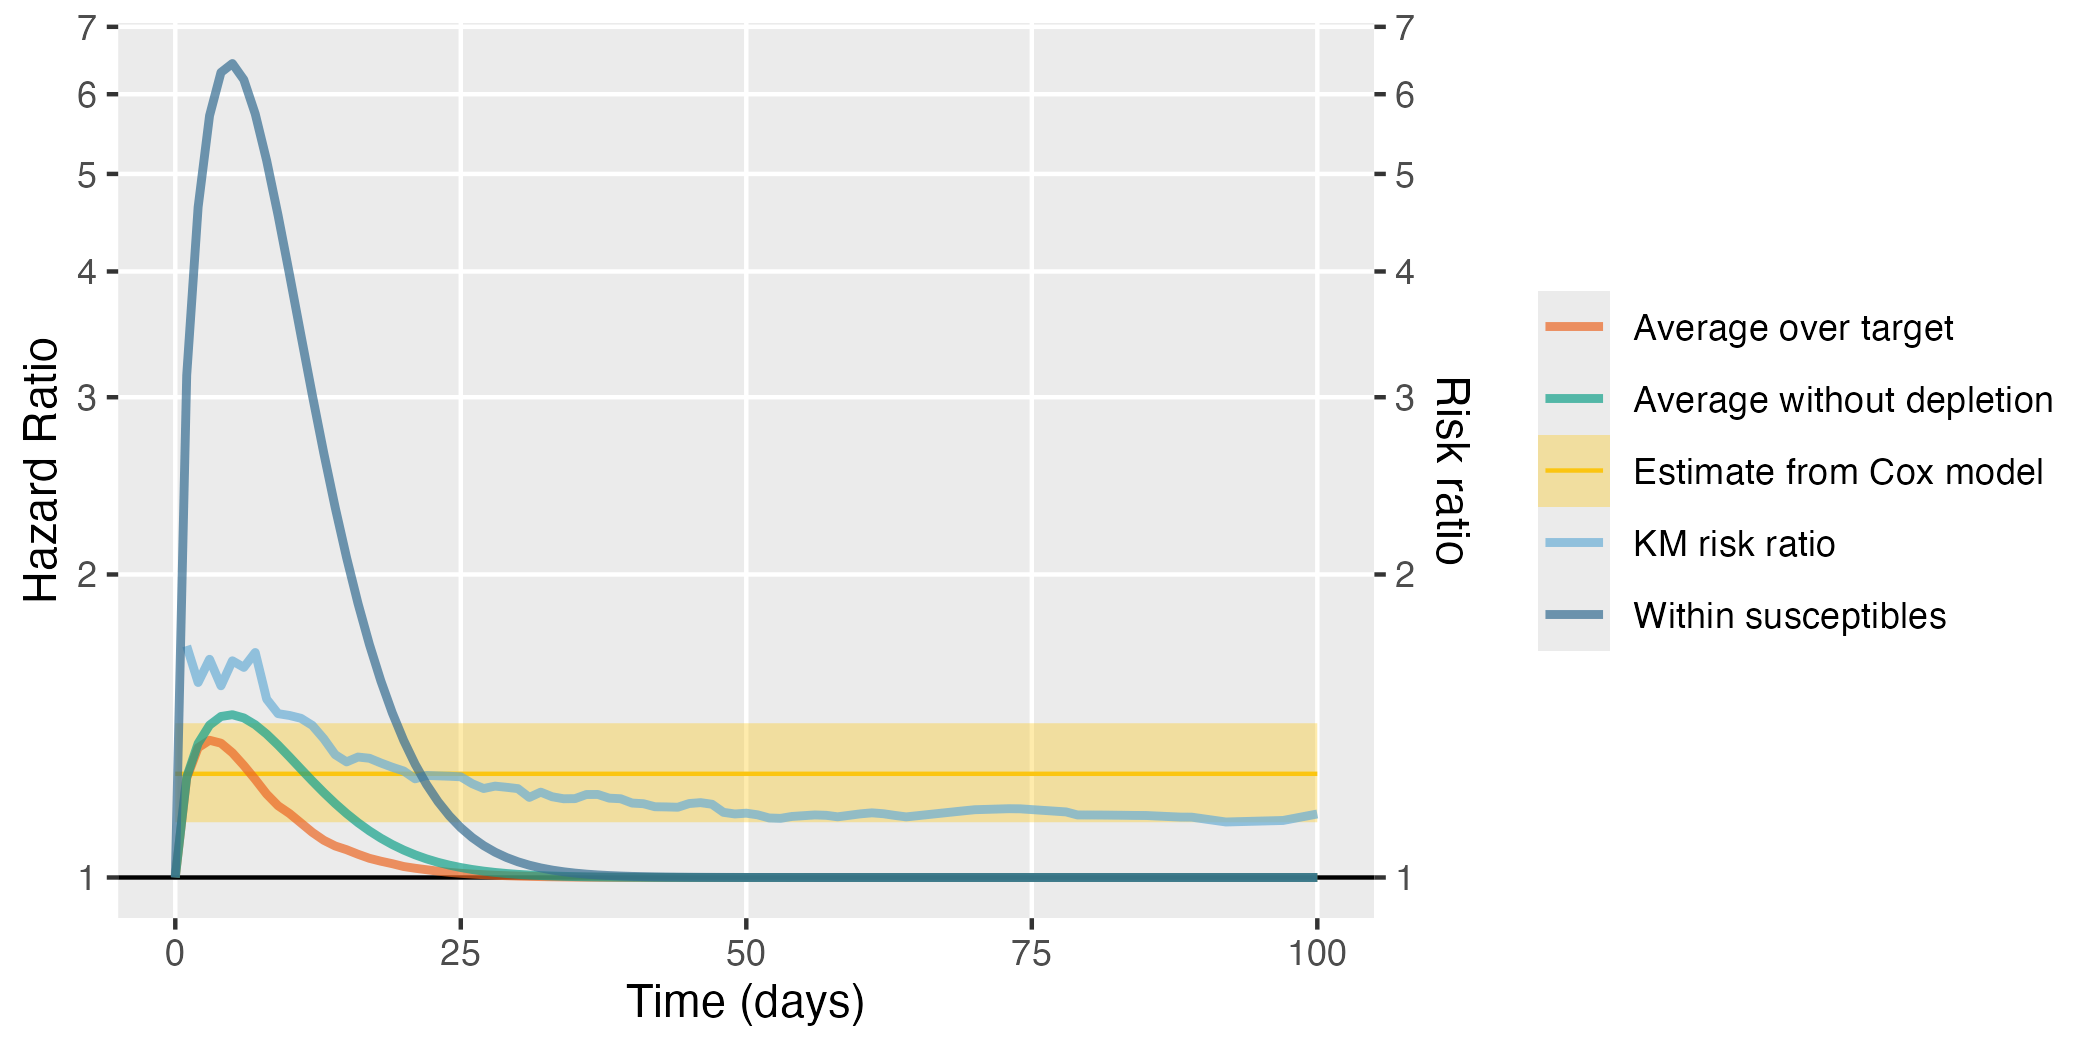 7
6
5
4
3
2
1
Hazard Ratio
7
6
5
4
3
2
1
Risk ratio
0 25 50 75 100
Time (days)
Average over target
Average without depletion
Estimate from Cox model
KM risk ratio
Within susceptibles